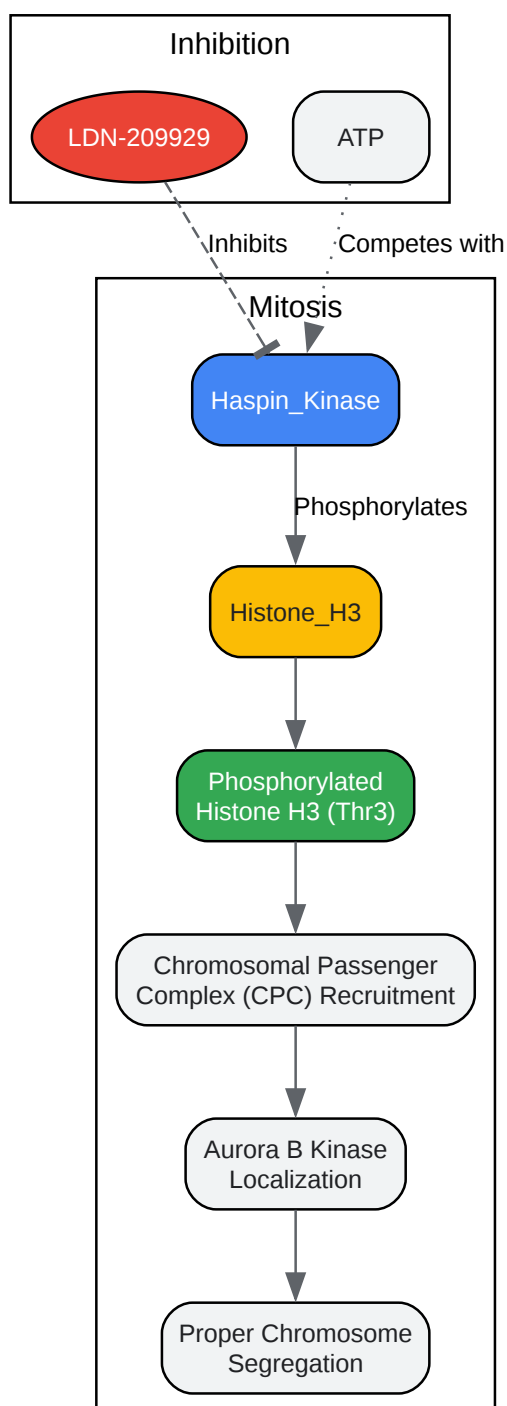 Inhibition
LDN-209929
ATP
Inhibits
Competes with
Mitosis
Haspin_Kinase
Phosphorylates
Histone_H3
Phosphorylated
Histone H3 (Thr3)
Chromosomal Passenger
Complex (CPC) Recruitment
Aurora B Kinase
Localization
Proper Chromosome
Segregation